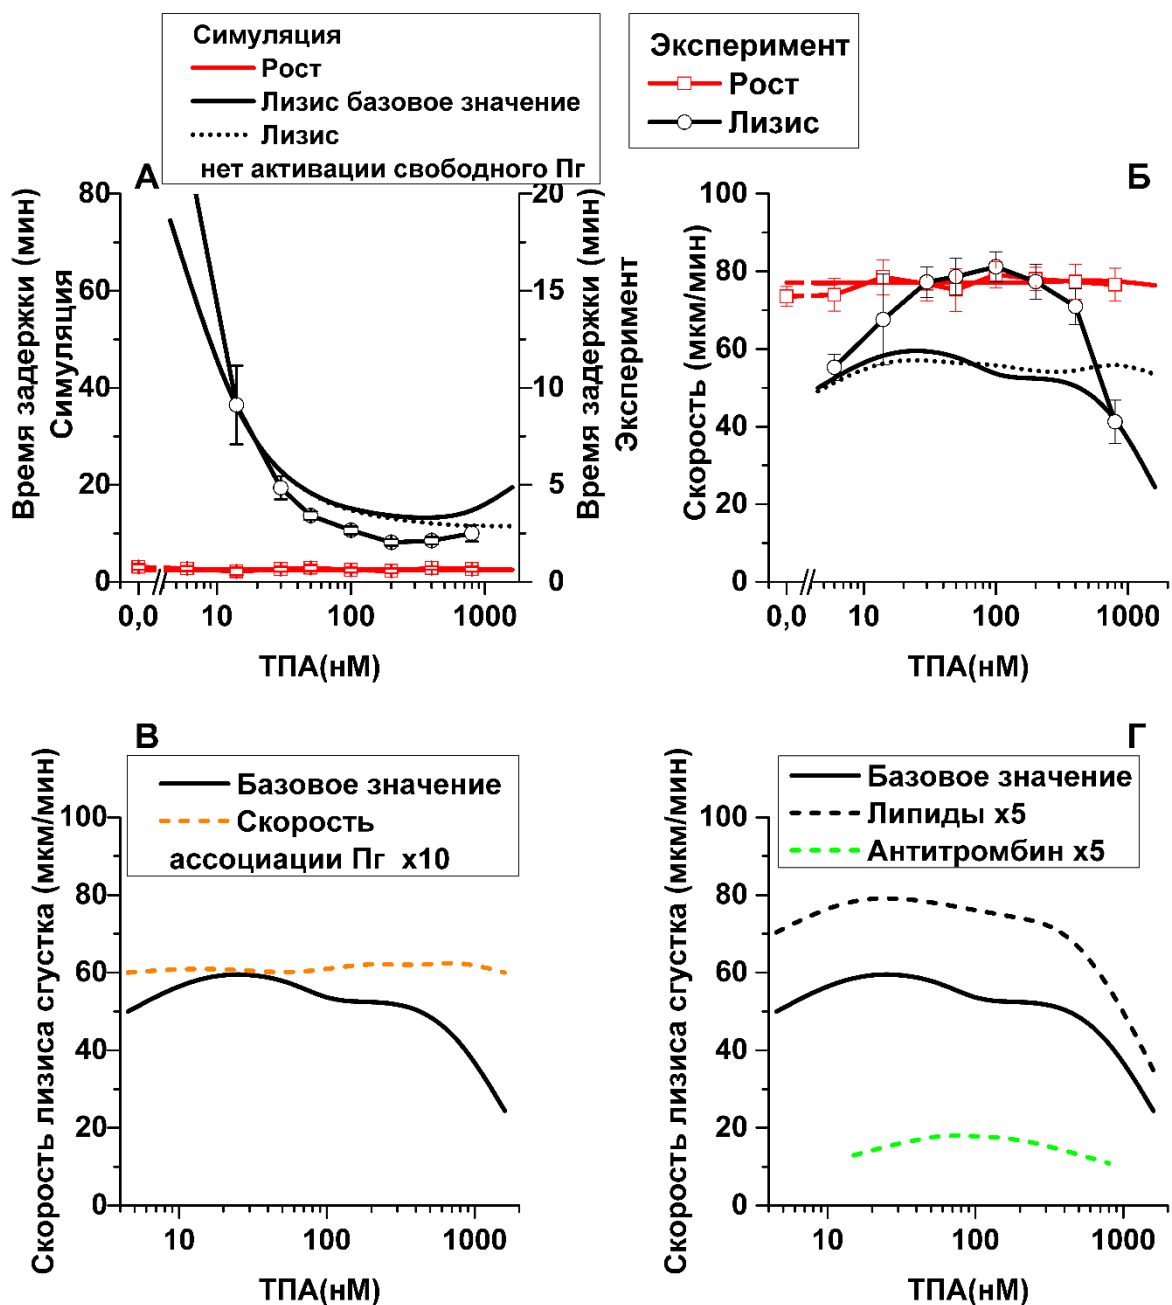 Симуляция
Рост
Лизис базовое значение
Лизис
нет активации свободного Пг
Эксперимент
Рост
Лизис
А
Время задержки (мин)
Симуляция
80
60
40
20
0
20
15
10
5
0
Время задержки (мин)
Эксперимент
0,0
10
100
1000
ТПА(нМ)
Б
Скорость (мкм/мин)
100
80
60
40
20
0
0,0
10
100
1000
ТПА(нМ)
В
Базовое значение
Скорость
ассоциации Пг х10
Скорость лизиса сгустка (мкм/мин)
100
80
60
40
20
0
10
100
1000
ТПА(нМ)
Г
Базовое значение
Липиды х5
Антитромбин х5
Скорость лизиса сгустка (мкм/мин)
100
80
60
40
20
0
10
100
1000
ТПА(нМ)